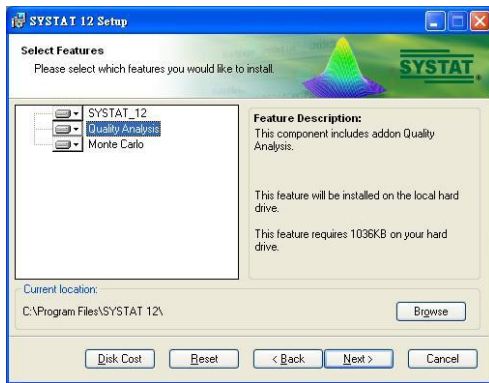 SYSTAT 12 Setup
Select Features
Please select which features you would like to install.
SYSTAT
SYSTAT_12
Quality Analysis
Monte Carlo
Feature Description:
This component includes addon Quality
Analysis.
This feature will be installed on the local hard
drive.
This feature requires 1036KB on your hard
drive.
Current location:
C:\Program Files\SYSTAT 12\
Browse
Disk Cost
Reset
< Back
Next >
Cancel